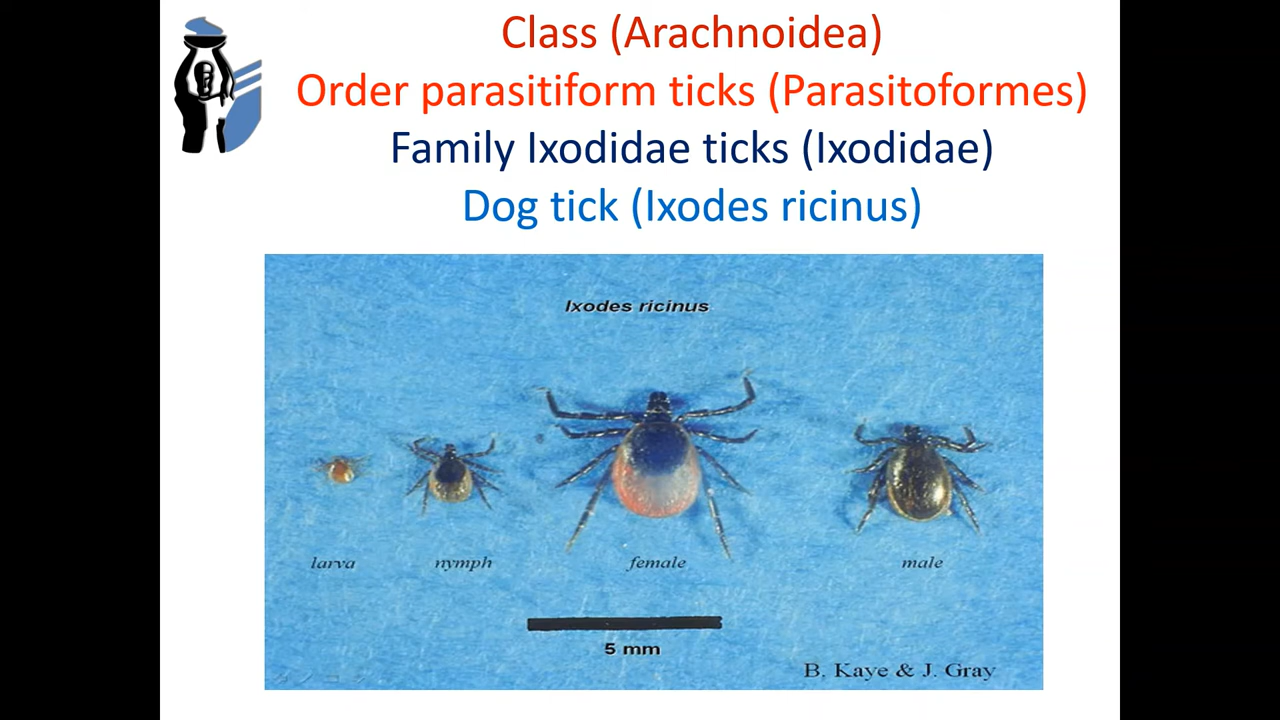 Class (Arachnoidea)
Order parasitiform ticks (Parasitoformes)
Family Ixodidae ticks (Ixodidae)
Dog tick (Ixodes ricinus)
Ixodes ricinus
larva nymph female male
5 mm
B. Kaye & J. Gray